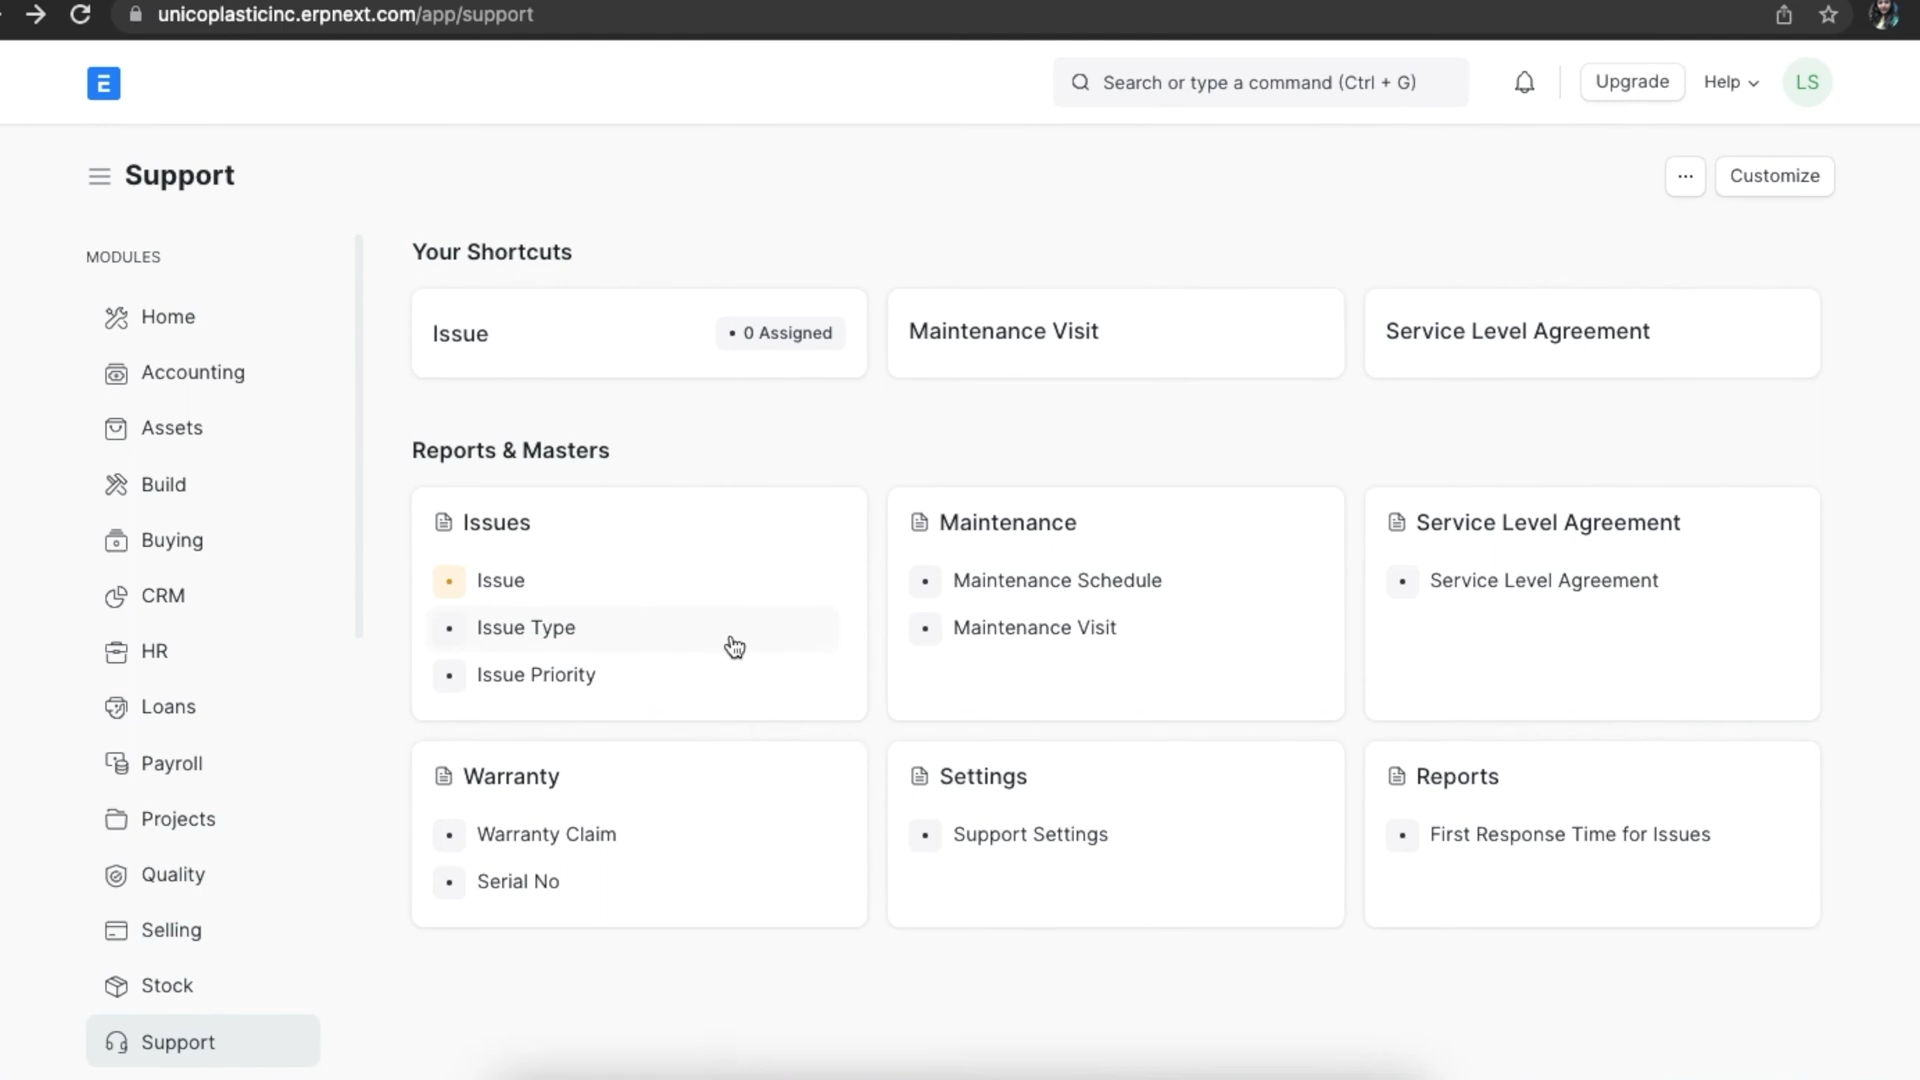 unicoplasticinc.erpnext.com/app/support
E
Search or type a command (Ctrl + G)
Upgrade
Help
LS
Support
...
Customize
MODULES
Home
Accounting
Assets
Build
Buying
CRM
HR
Loans
Payroll
Projects
Quality
Selling
Stock
Support
Your Shortcuts
Issue
• 0 Assigned
Maintenance Visit
Service Level Agreement
Reports & Masters
Issues
Issue
Issue Type
Issue Priority
Maintenance
Maintenance Schedule
Maintenance Visit
Service Level Agreement
Service Level Agreement
Warranty
Warranty Claim
Serial No
Settings
Support Settings
Reports
First Response Time for Issues